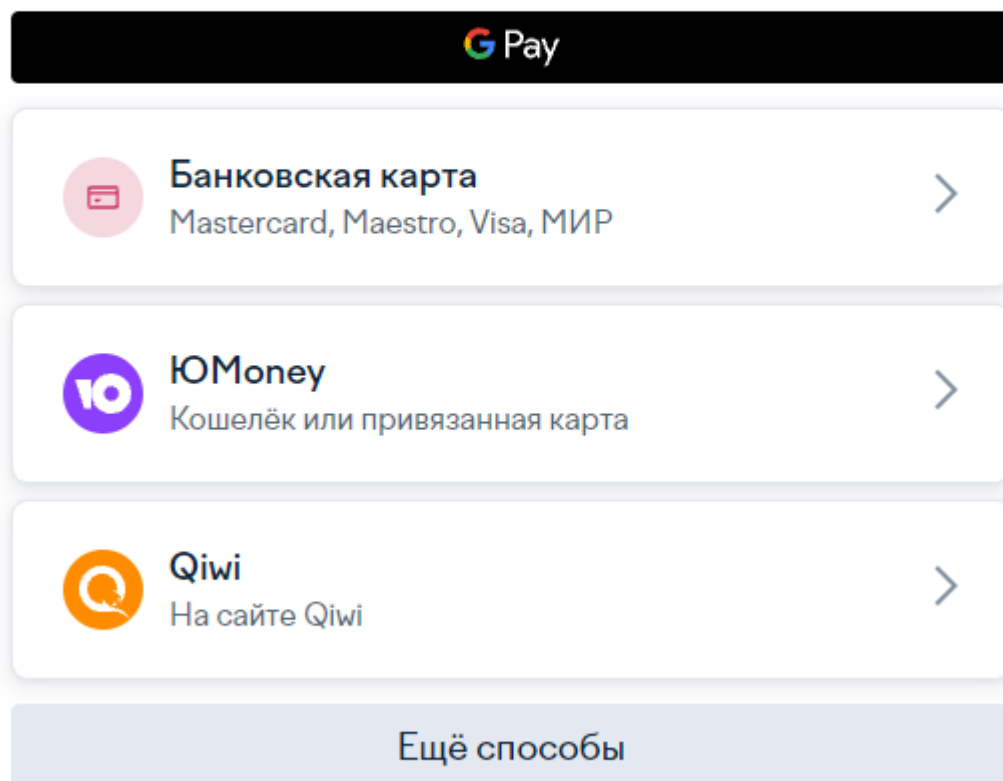 G Pay
Банковская карта
Mastercard, Maestro, Visa, МИР
ЮMoney
Кошелёк или привязанная карта
Qiwi
На сайте Qiwi
Ещё способы